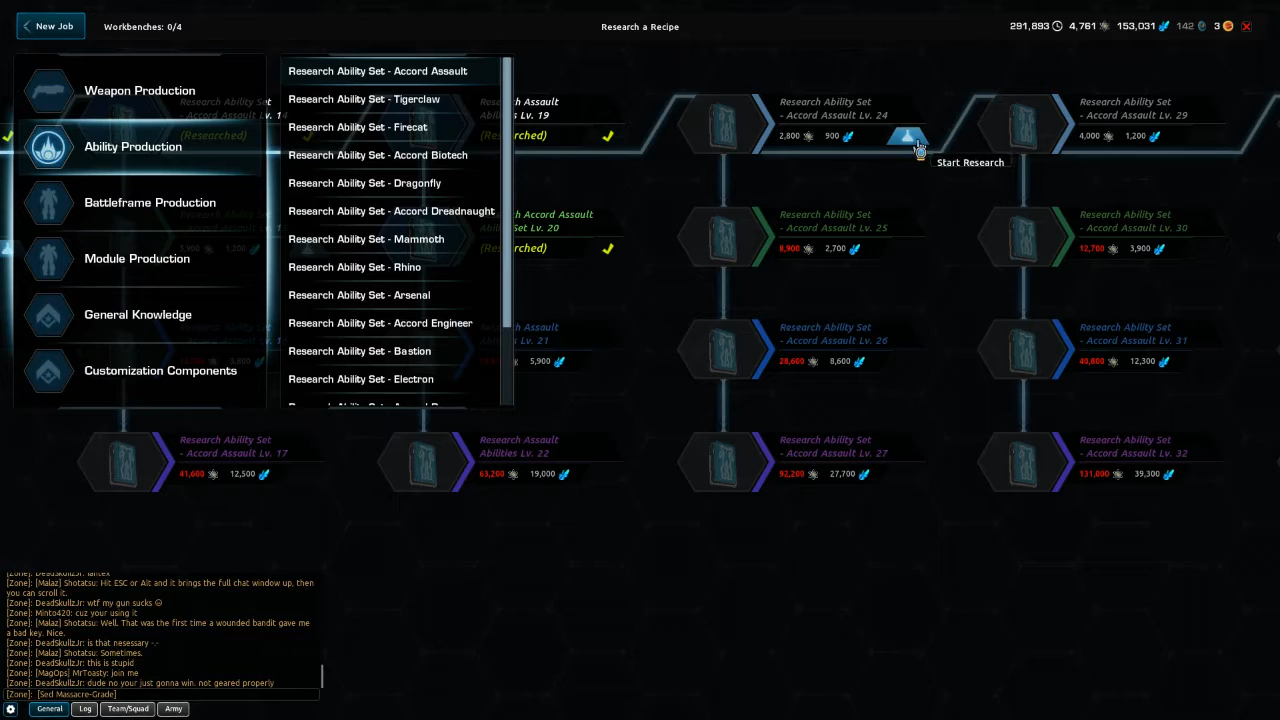 New Job
Workbenches: 0/4
Research a Recipe
291,893 4,761 153,031 142 3
Weapon Production
Ability Production
Battleframe Production
Module Production
General Knowledge
Customization Components
Research Ability Set - Accord Assault
Research Ability Set - Tigerclaw
Research Ability Set - Firecat
Research Ability Set - Accord Biotech
Research Ability Set - Dragonfly
Research Ability Set - Accord Dreadnaught
Research Ability Set - Mammoth
Research Ability Set - Rhino
Research Ability Set - Arsenal
Research Ability Set - Accord Engineer
Research Ability Set - Bastion
Research Ability Set - Electron
Research Assault
Lv. 19
Research Ability Set
- Accord Assault Lv. 24
2,800 900
Start Research
Research Ability Set
- Accord Assault Lv. 29
4,000 1,200
Accord Assault
Set Lv. 20
Research Ability Set
- Accord Assault Lv. 25
8,900 2,700
Research Ability Set
- Accord Assault Lv. 30
12,700 3,900
Assault
Lv. 21
5,900
Research Ability Set
- Accord Assault Lv. 26
28,600 8,600
Research Ability Set
- Accord Assault Lv. 31
40,800 12,300
Research Ability Set
- Accord Assault Lv. 17
41,600 12,500
Research Assault
Abilities Lv. 22
63,200 19,000
Research Ability Set
- Accord Assault Lv. 27
92,200 27,700
Research Ability Set
- Accord Assault Lv. 32
131,000 39,300
[Zone]: [Malaz] Shotatsu: Hit ESC or Alt and it brings the full chat window up, then
you can scroll it.
[Zone]: DeadSkullzJr: wtf my gun sucks
[Zone]: Minto420: cuz your using it
[Zone]: [Malaz] Shotatsu: Well. That was the first time a wounded bandit gave me
a bad key. Nice.
[Zone]: DeadSkullzJr: is that nesessary -.-
[Zone]: [Malaz] Shotatsu: Sometimes.
[Zone]: DeadSkullzJr: this is stupid
[Zone]: [MagOps] MrToasty: join me
[Zone]: DeadSkullzJr: dude no your just gonna win. not geared properly
[Zone]: [Sed Massacre-Grade]
General Log Team/Squad Army